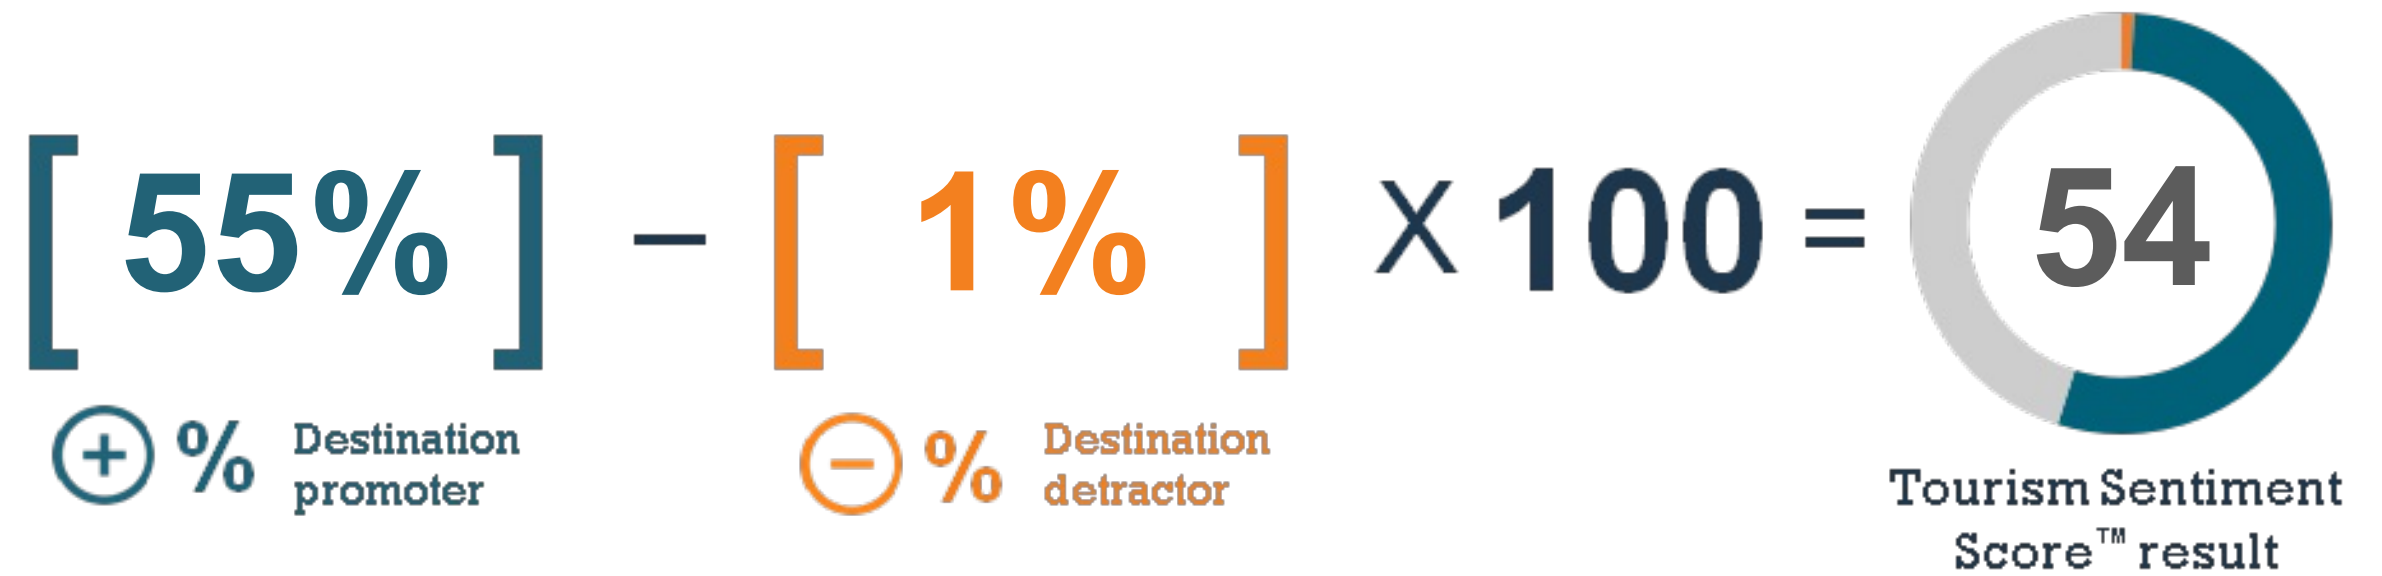 [ 55% ] – [ 1% ] X 100 = 54
+ % Destination promoter
– % Destination detractor
Tourism Sentiment
Score™ result